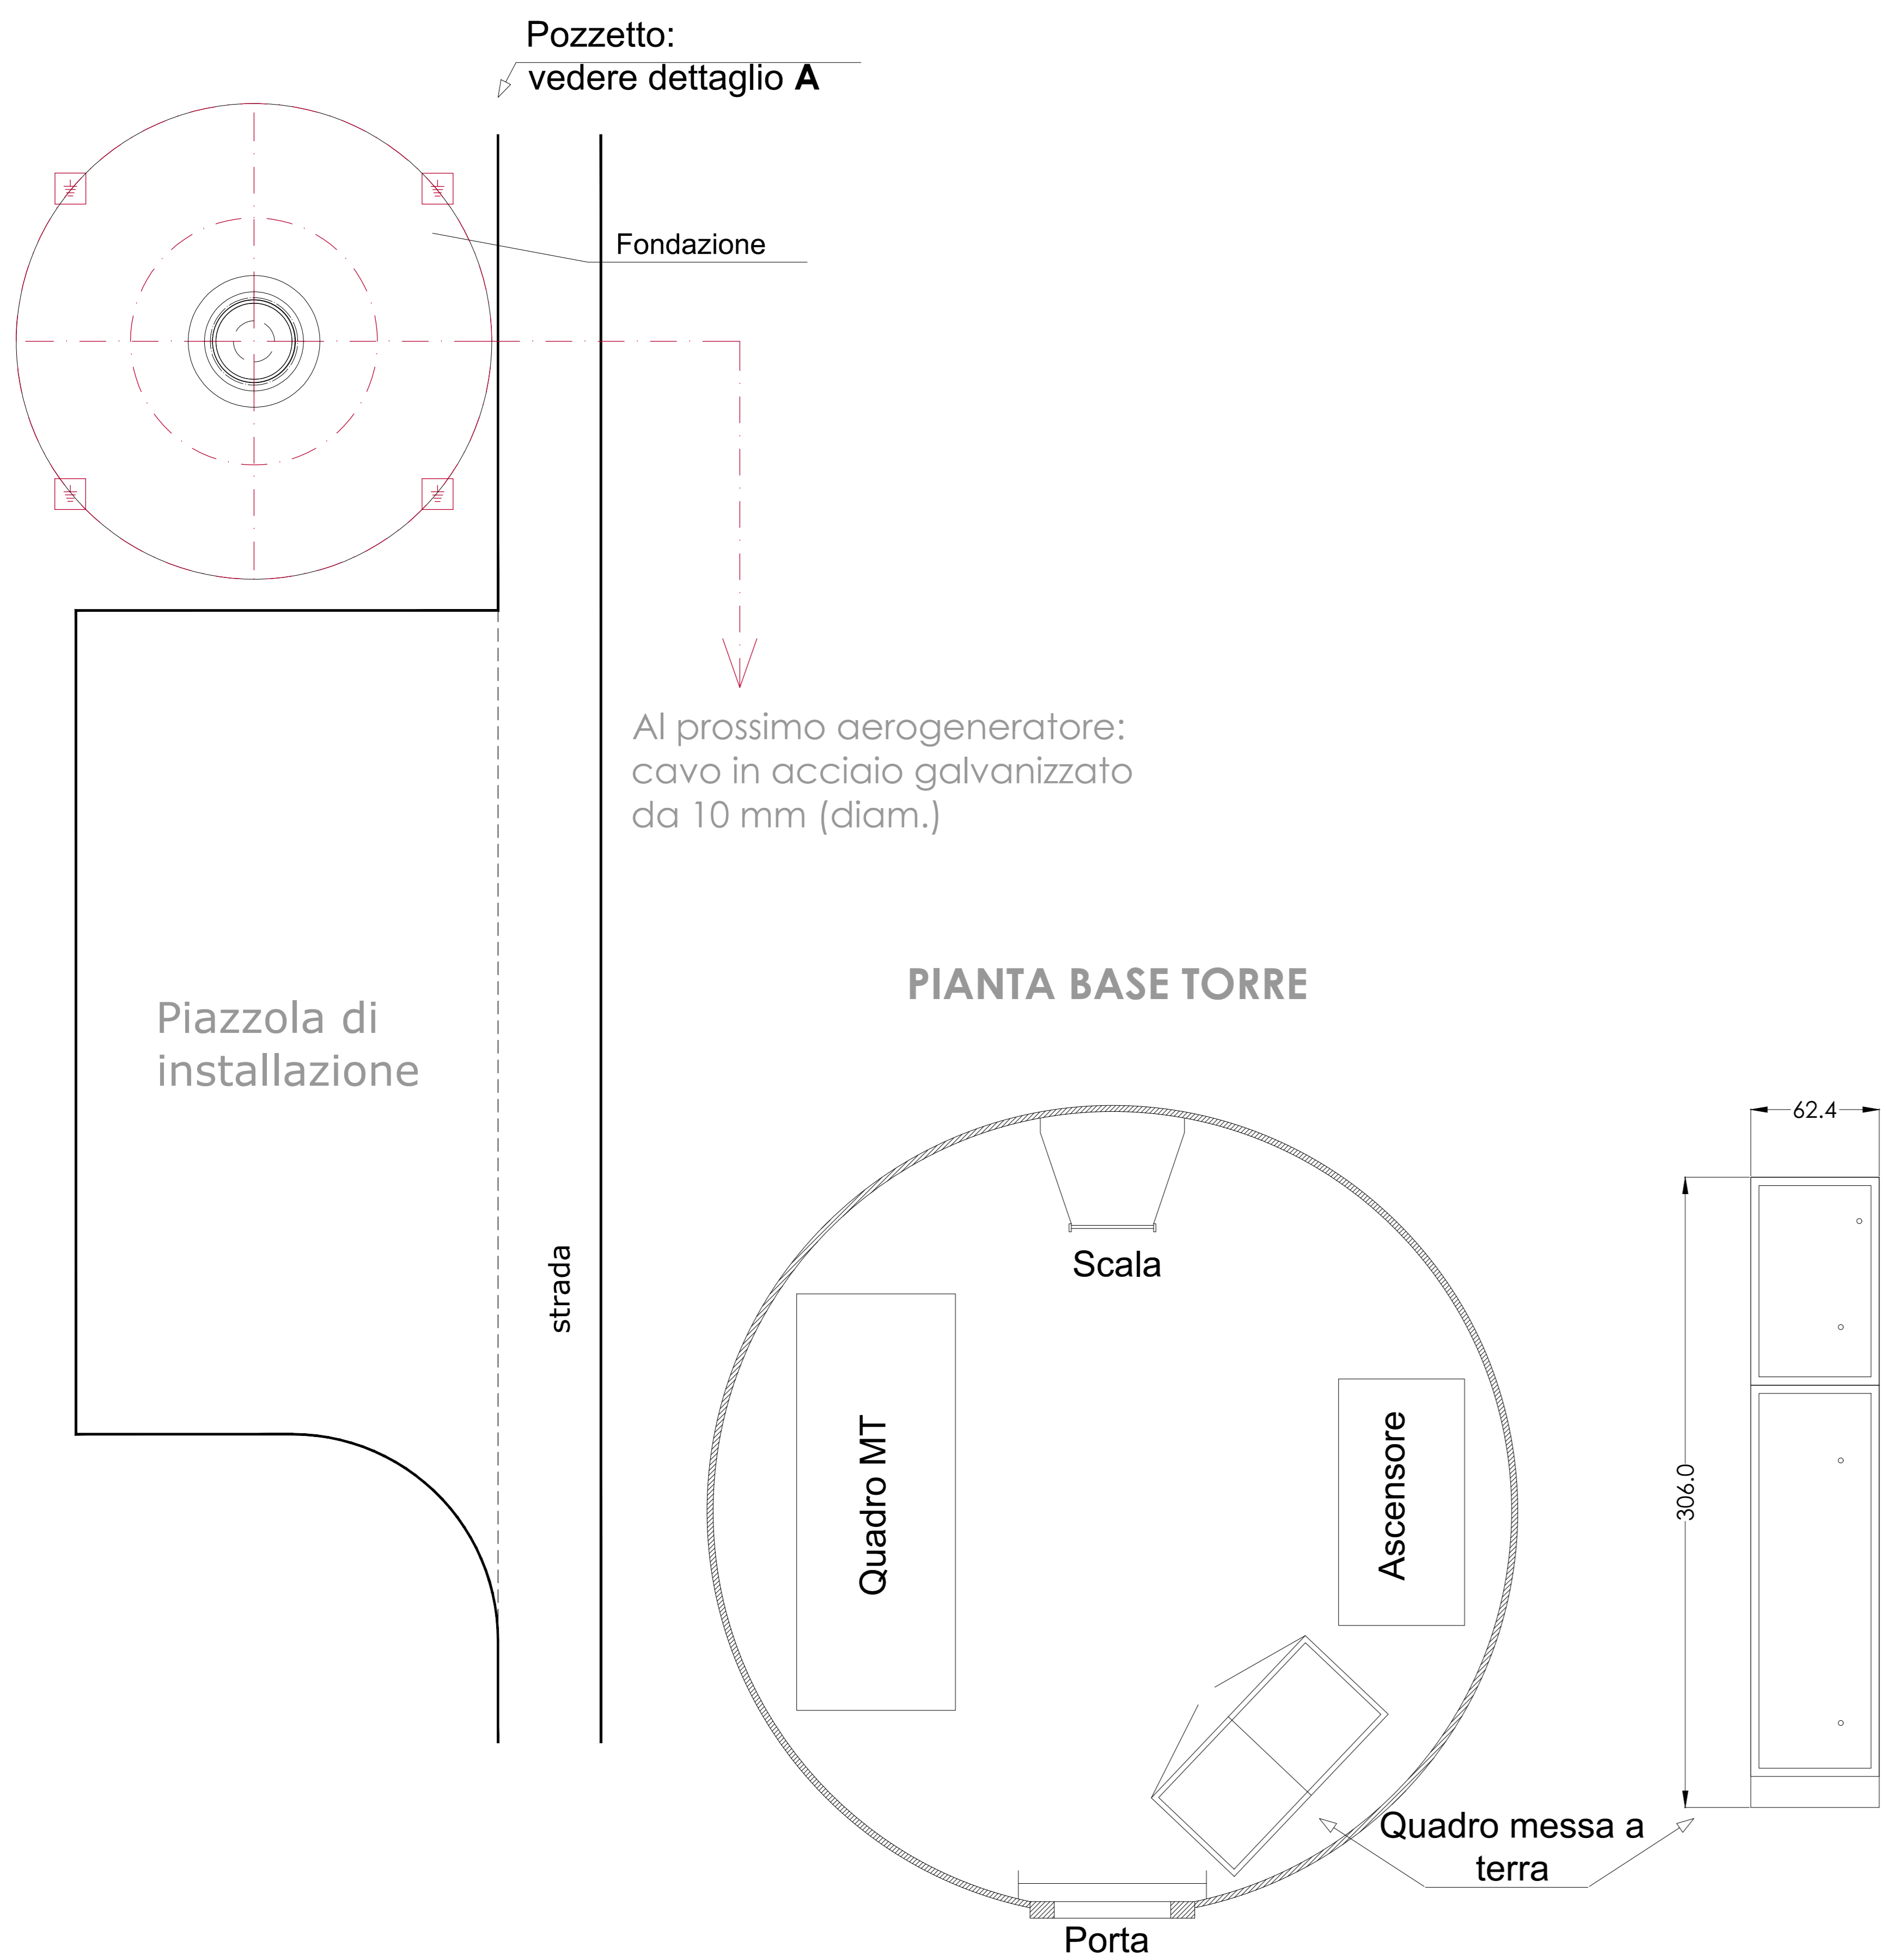 Pozzetto:
vedere dettaglio A
Fondazione
Al prossimo aerogeneratore:
cavo in acciaio galvanizzato
da 10 mm (diam.)
Piazzola di
installazione
strada
PIANTA BASE TORRE
Scala
Quadro MT
Ascensore
Porta
Quadro messa a
terra
62.4
306.0